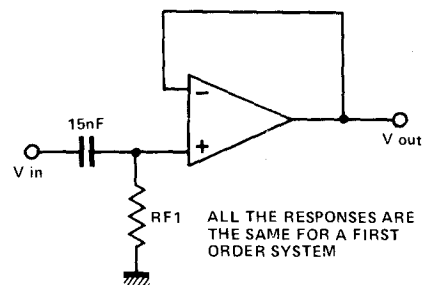 15nF
−
+
V in
V out
RF1
ALL THE RESPONSES ARE
THE SAME FOR A FIRST
ORDER SYSTEM